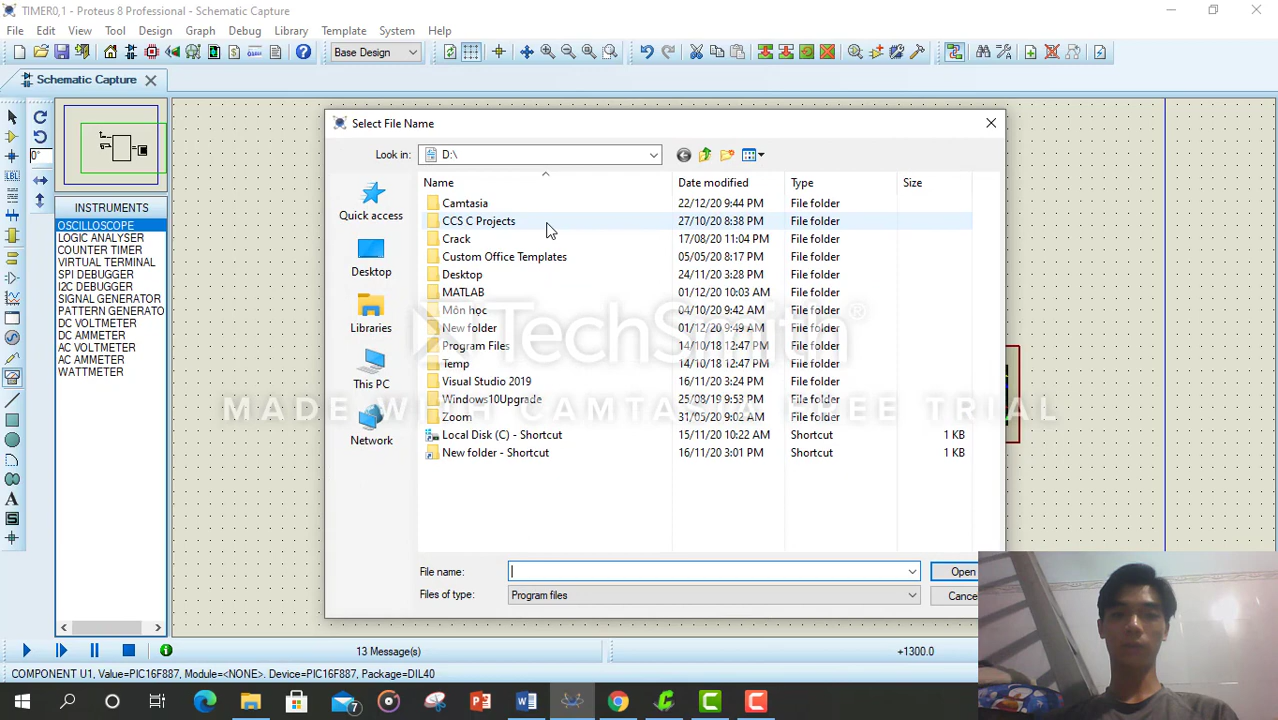 TIMER0,1 - Proteus 8 Professional - Schematic Capture
File Edit View Tool Design Graph Debug Library Template System Help
Base Design
Schematic Capture
0°
INSTRUMENTS
OSCILLOSCOPE
LOGIC ANALYSER
COUNTER TIMER
VIRTUAL TERMINAL
SPI DEBUGGER
I2C DEBUGGER
SIGNAL GENERATOR
PATTERN GENERATO
DC VOLTMETER
DC AMMETER
AC VOLTMETER
AC AMMETER
WATTMETER
Select File Name
Look in: D:\
Quick access
Desktop
Libraries
This PC
Network
Name Date modified Type Size
Camtasia 22/12/20 9:44 PM File folder
CCS C Projects 27/10/20 8:38 PM File folder
Crack 17/08/20 11:04 PM File folder
Custom Office Templates 05/05/20 8:17 PM File folder
Desktop 24/11/20 3:28 PM File folder
MATLAB 01/12/20 10:03 AM File folder
Môn học 04/10/20 9:42 AM File folder
New folder 01/12/20 9:49 AM File folder
Program Files 14/10/18 12:47 PM File folder
Temp 14/10/18 12:47 PM File folder
Visual Studio 2019 16/11/20 3:24 PM File folder
Windows10Upgrade 25/08/19 9:53 PM File folder
Zoom 31/05/20 9:02 AM File folder
Local Disk (C) - Shortcut 15/11/20 10:22 AM Shortcut 1 KB
New folder - Shortcut 16/11/20 3:01 PM Shortcut 1 KB
TechSmith®
MADE WITH CAMTASIA FREE TRIAL
File name: Open
Files of type: Program files Cance
13 Message(s) +1300.0
COMPONENT U1, Value=PIC16F887, Module=<NONE>, Device=PIC16F887, Package=DIL40
7